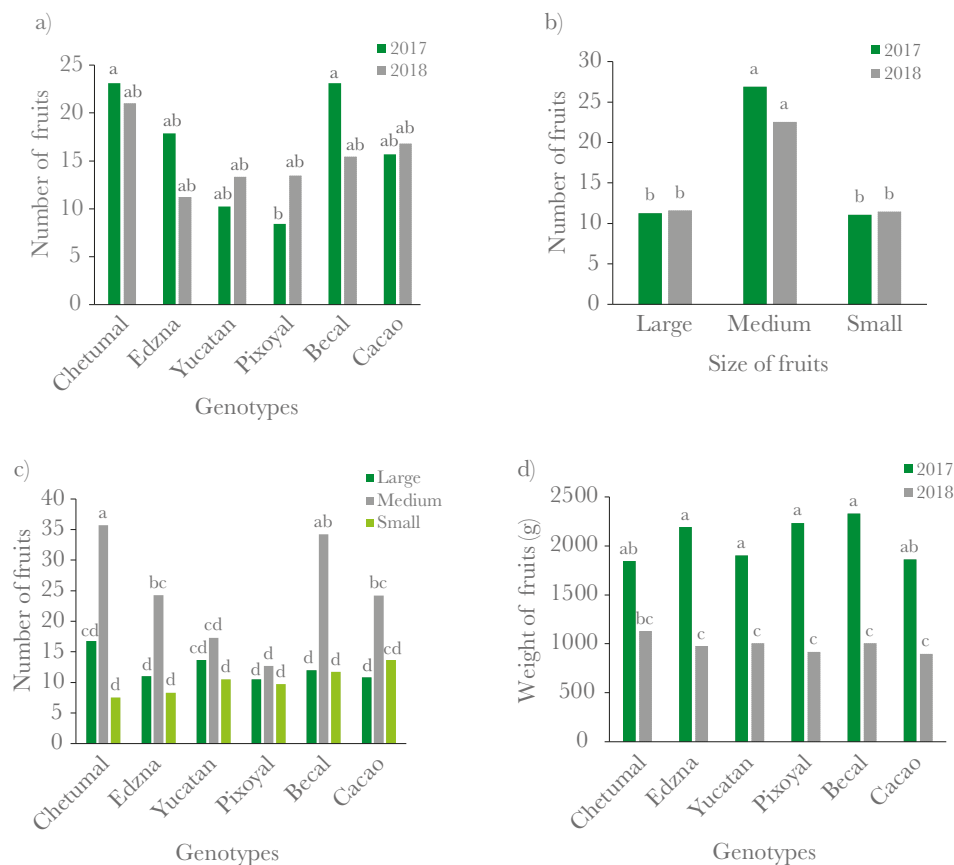 a)
2017
2018
Number of fruits
25
20
15
10
5
0
a
ab
ab
ab
ab
ab
b
ab
a
ab
ab
ab
Chetumal
Edzna
Yucatan
Pixoyal
Becal
Cacao
Genotypes
b)
2017
2018
Number of fruits
30
25
20
15
10
5
0
b
b
a
a
b
b
Large
Medium
Small
Size of fruits
c)
Large
Medium
Small
Number of fruits
40
35
30
25
20
15
10
5
0
cd
a
d
d
bc
d
cd
cd
d
d
d
d
d
ab
cd
d
bc
cd
Chetumal
Edzna
Yucatan
Pixoyal
Becal
Cacao
Genotypes
d)
2017
2018
Weight of fruits (g)
2500
2000
1500
1000
500
0
ab
bc
a
c
a
c
a
c
a
c
ab
c
Chetumal
Edzna
Yucatan
Pixoyal
Becal
Cacao
Genotypes